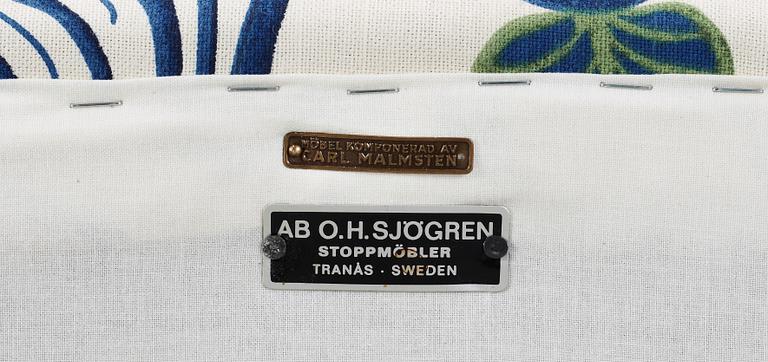 MÖBEL KOMPONERAD AV
CARL MALMSTEN
AB O.H. SJÖGREN
STOPPMÖBLER
TRANÅS · SWEDEN